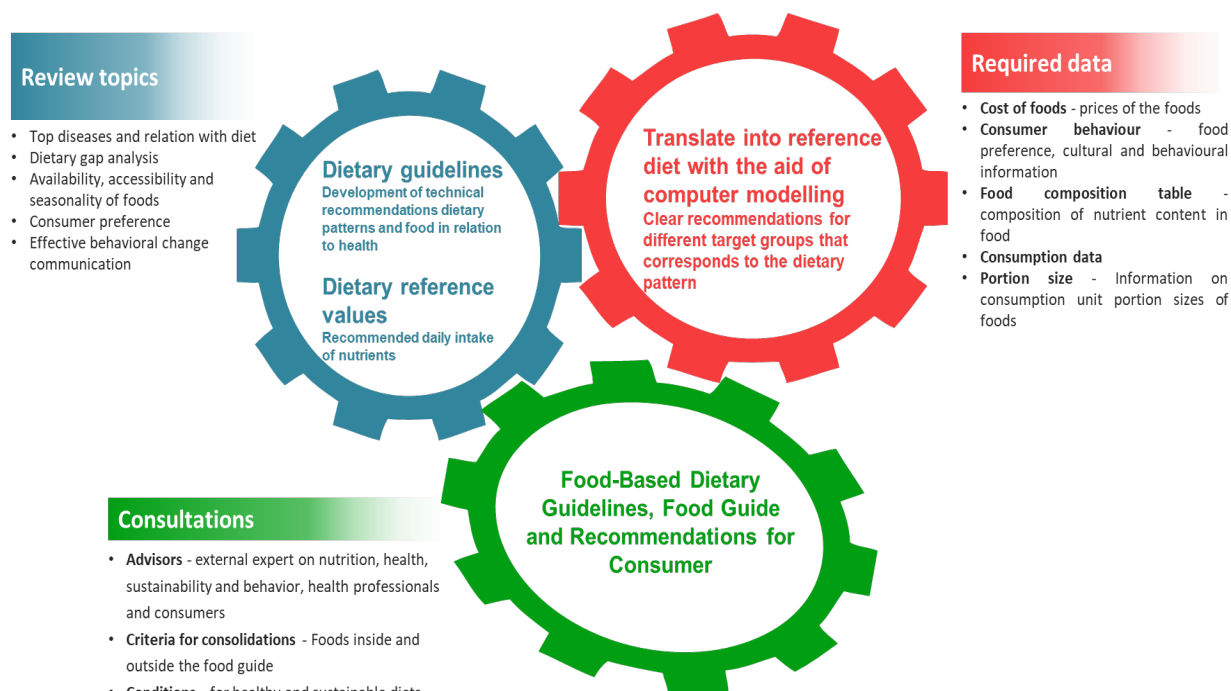 Review topics
• Top diseases and relation with diet
• Dietary gap analysis
• Availability, accessibility and
seasonality of foods
• Consumer preference
• Effective behavioral change
communication
Dietary guidelines
Development of technical
recommendations dietary
patterns and food in relation
to health
Dietary reference
values
Recommended daily intake
of nutrients
Translate into reference
diet with the aid of
computer modelling
Clear recommendations for
different target groups that
corresponds to the dietary
pattern
Required data
• Cost of foods - prices of the foods
• Consumer behaviour - food
preference, cultural and behavioural
information
• Food composition table -
composition of nutrient content in
food
• Consumption data
• Portion size - Information on
consumption unit portion sizes of
foods
Food-Based Dietary
Guidelines, Food Guide
and Recommendations for
Consumer
Consultations
• Advisors - external expert on nutrition, health,
sustainability and behavior, health professionals
and consumers
• Criteria for consolidations - Foods inside and
outside the food guide
• Conditions - for healthy and sustainable diets